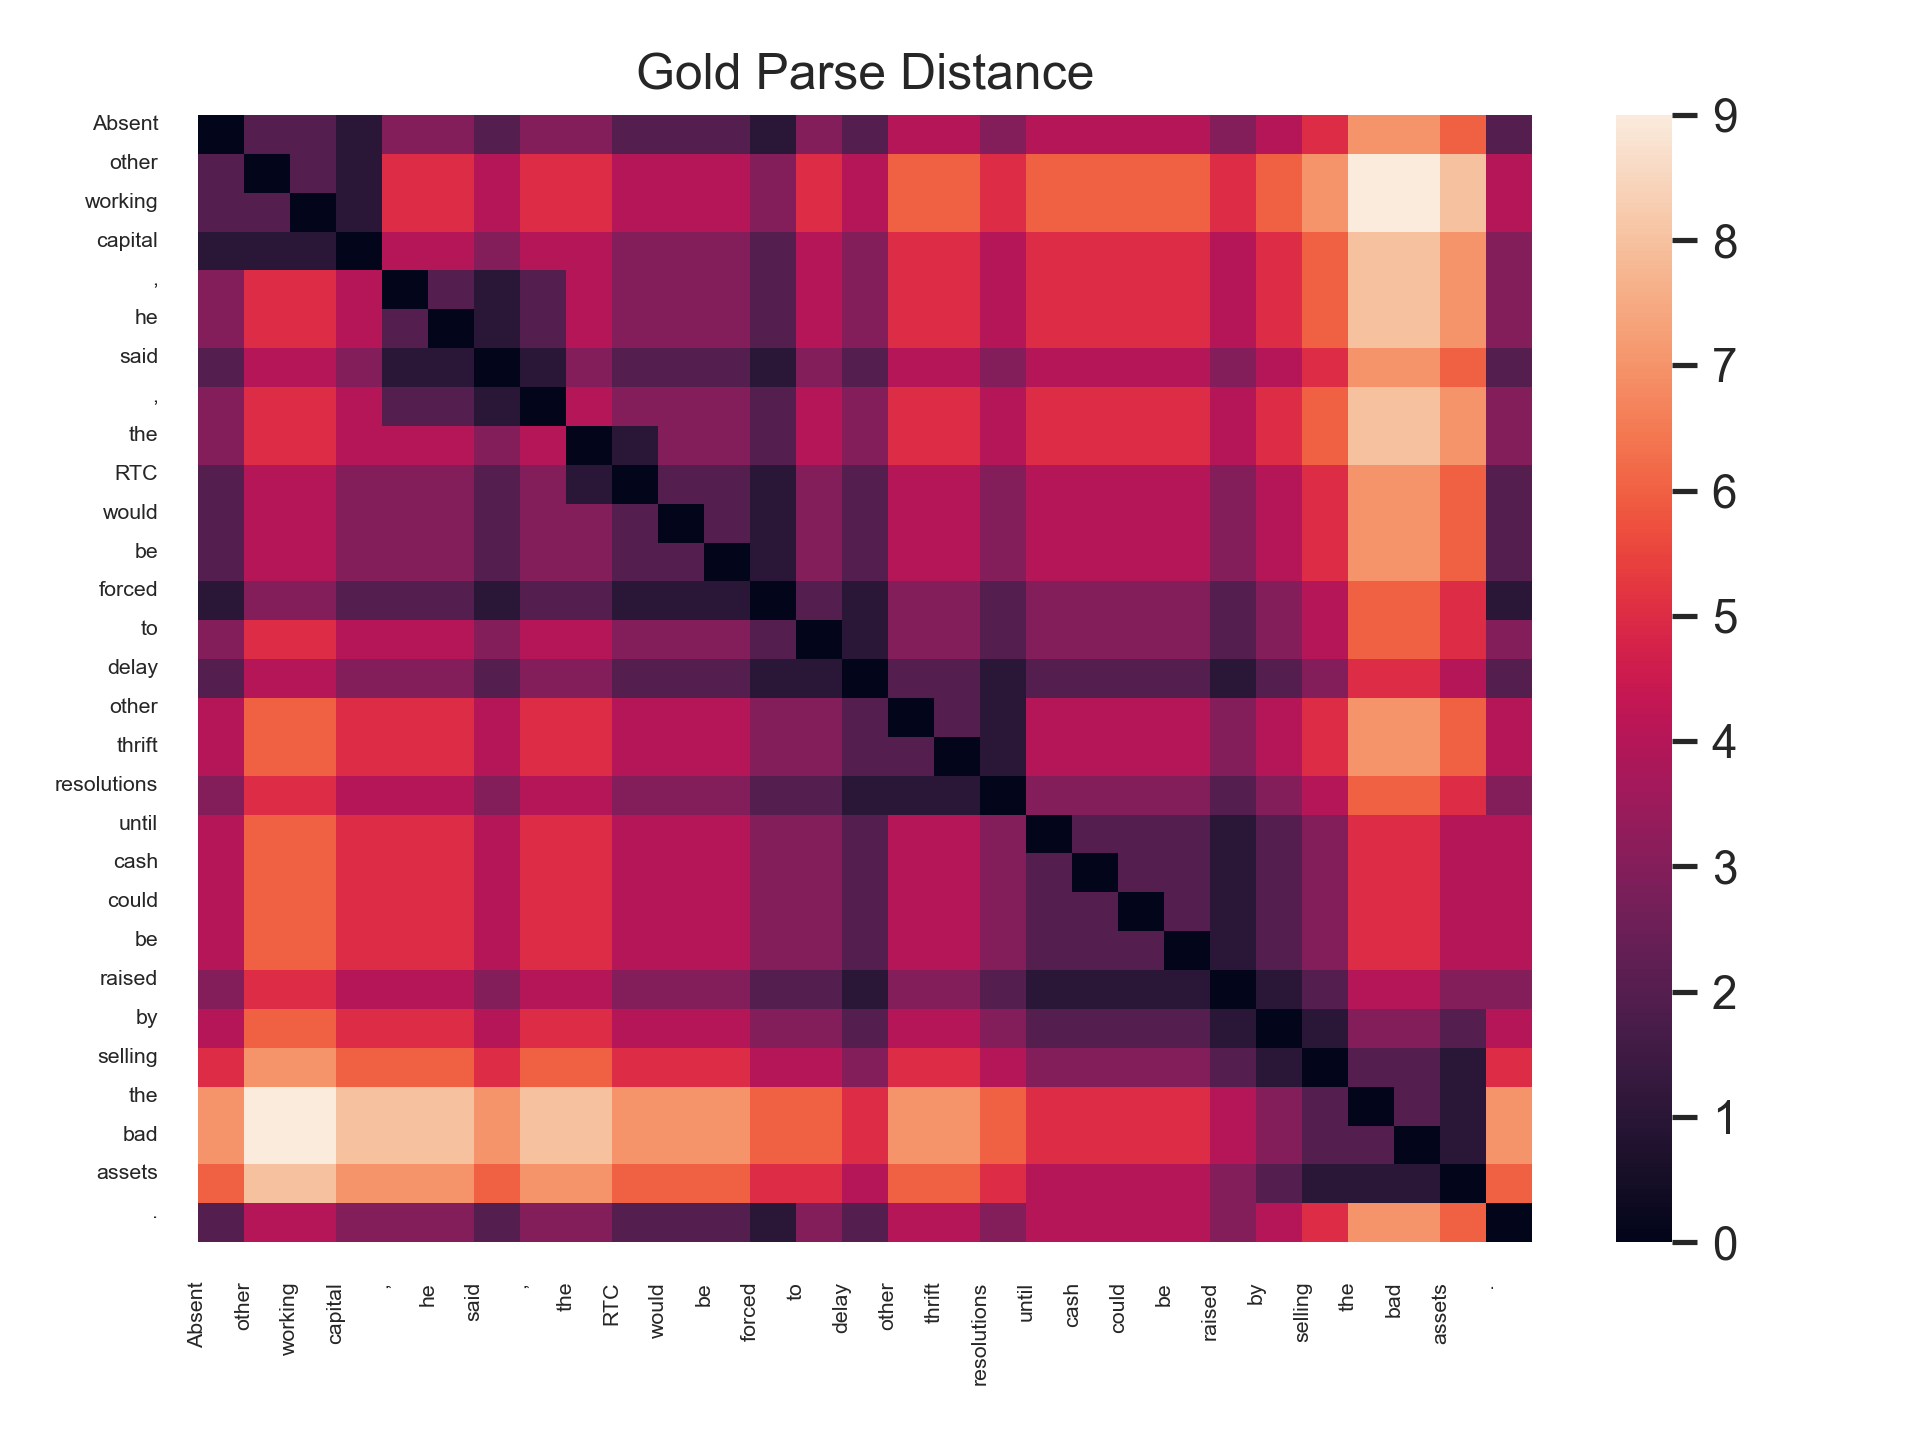 Gold Parse Distance
Absent
other
working
capital
,
he
said
,
the
RTC
would
be
forced
to
delay
other
thrift
resolutions
until
cash
could
be
raised
by
selling
the
bad
assets
.
Absent
other
working
capital
,
he
said
,
the
RTC
would
be
forced
to
delay
other
thrift
resolutions
until
cash
could
be
raised
by
selling
the
bad
assets
.
9
8
7
6
5
4
3
2
1
0